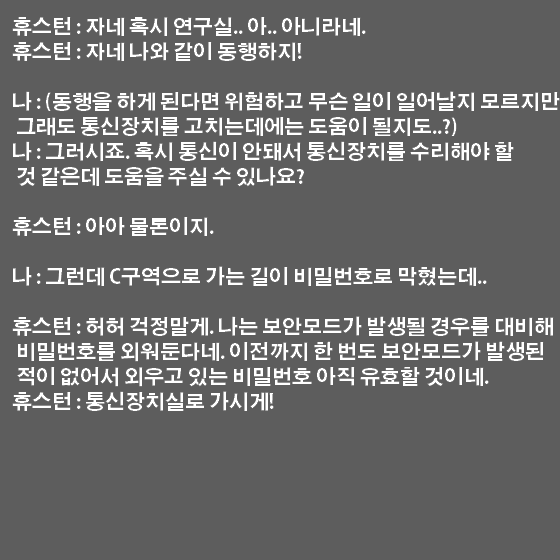 휴스턴 : 자네 혹시 연구실.. 아.. 아니라네.
휴스턴 : 자네 나와 같이 동행하지!
나 : (동행을 하게 된다면 위험하고 무슨 일이 일어날지 모르지만
그래도 통신장치를 고치는데에는 도움이 될지도..?)
나 : 그러시죠. 혹시 통신이 안돼서 통신장치를 수리해야 할
것 같은데 도움을 주실 수 있나요?
휴스턴 : 아아 물론이지.
나 : 그런데 C구역으로 가는 길이 비밀번호로 막혔는데..
휴스턴 : 허허 걱정말게. 나는 보안모드가 발생될 경우를 대비해
비밀번호를 외워둔다네. 이전까지 한 번도 보안모드가 발생된
적이 없어서 외우고 있는 비밀번호 아직 유효할 것이네.
휴스턴 : 통신장치실로 가시게!